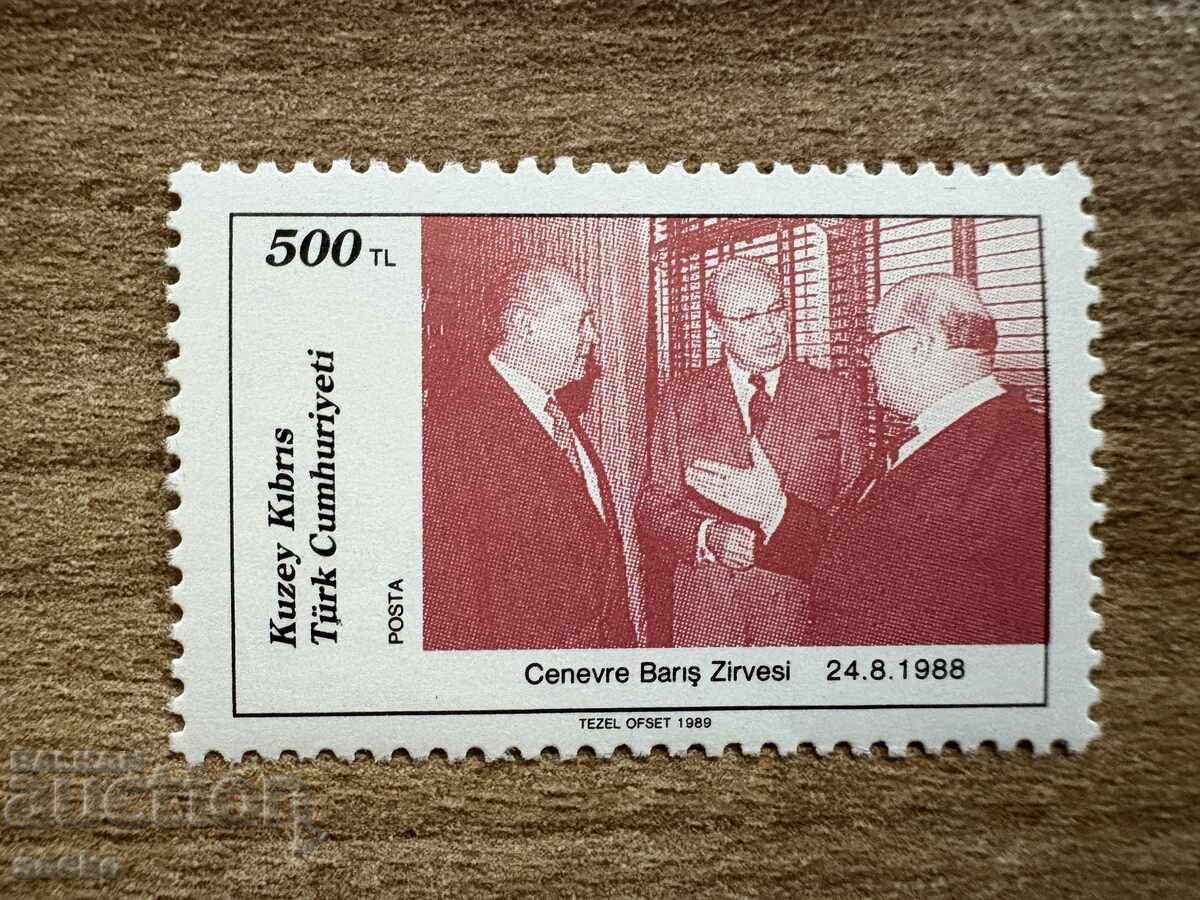 500 TL
Kuzey Kıbrıs
Türk Cumhuriyeti
POSTA
Cenevre Barış Zirvesi 24.8.1988
TEZEL OFSET 1989
BALKAN
auction